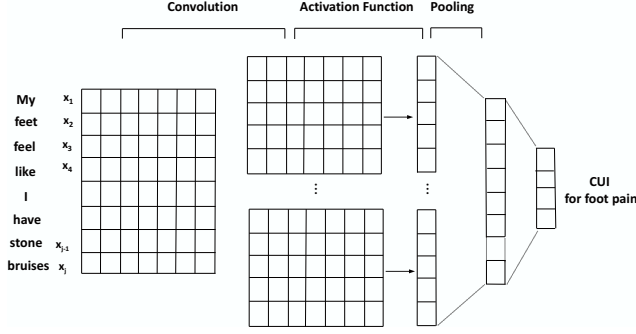 Convolution Activation Function Pooling
My x1
feet x2
feel x3
like x4
I
have
stone xj-1
bruises xj
...
...
CUI
for foot pain